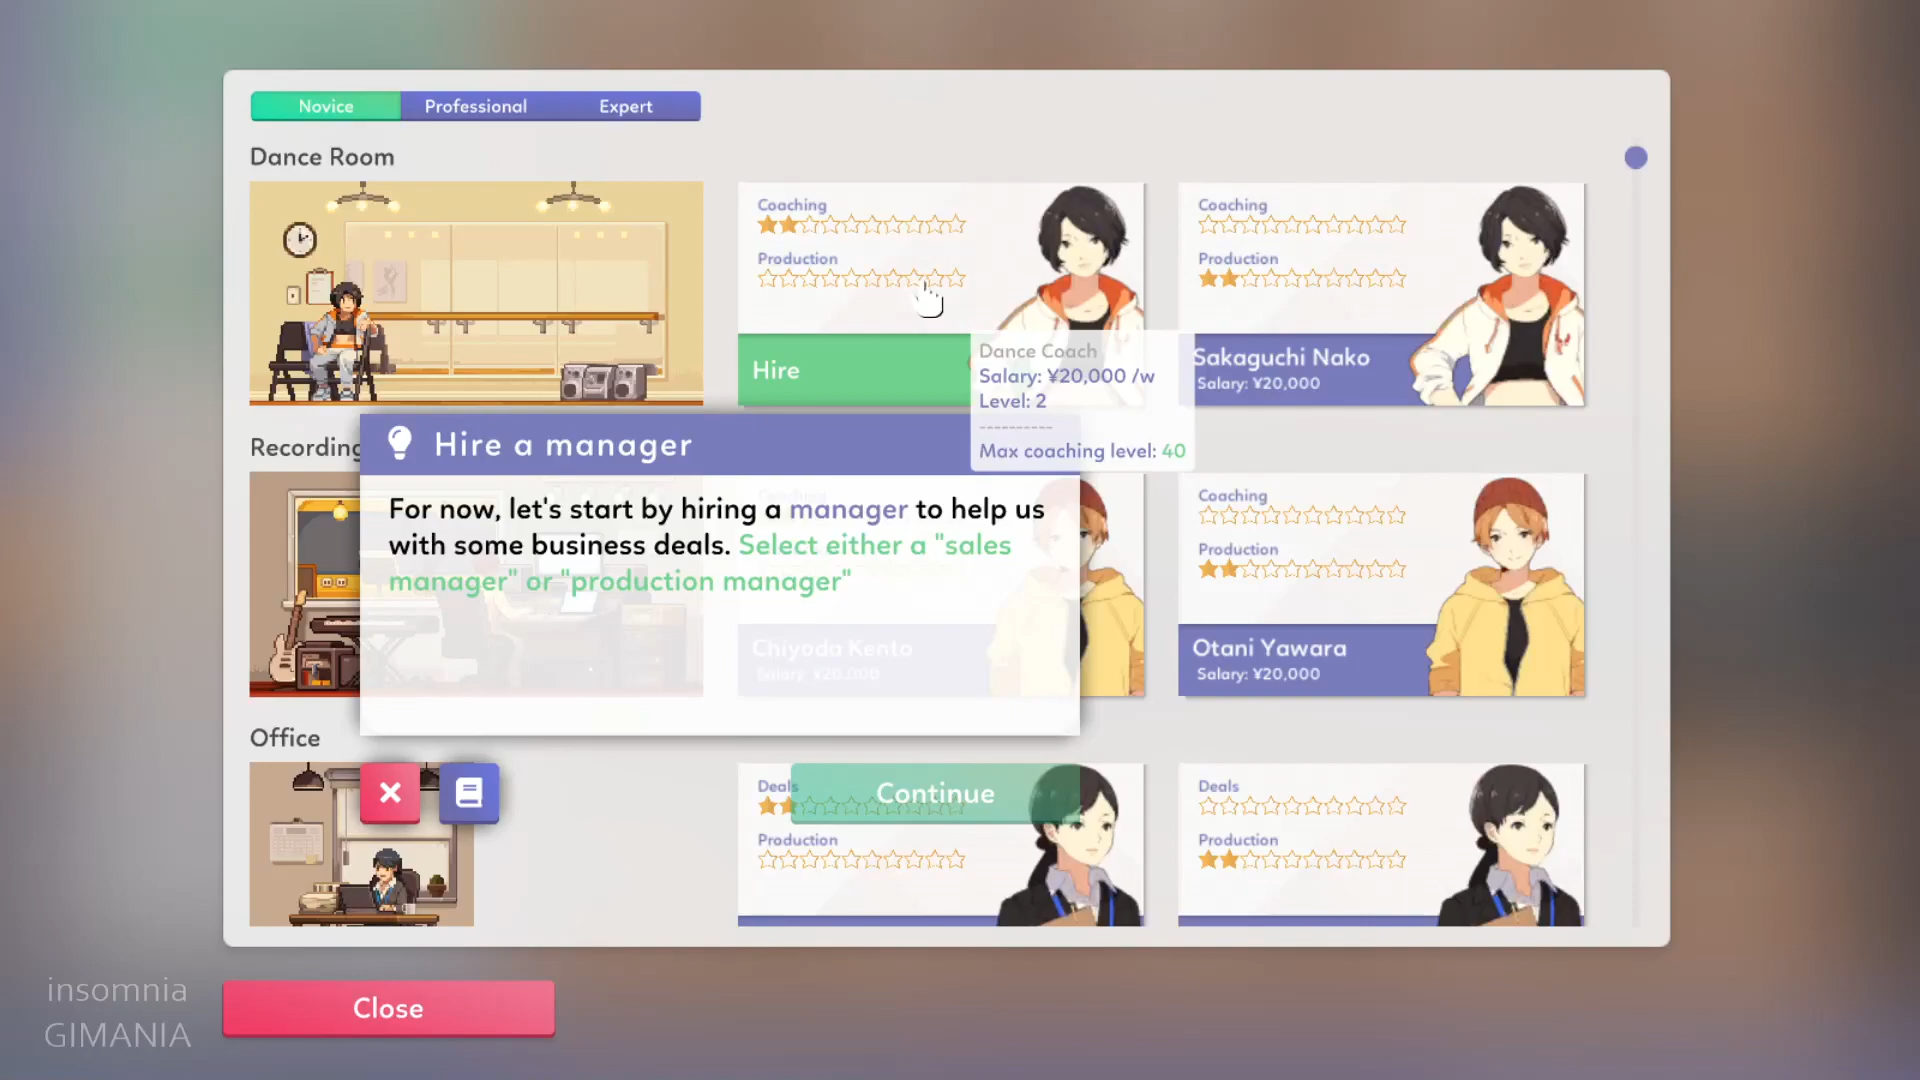 Novice
Professional
Expert
Dance Room
Coaching
Production
Hire
Dance Coach
Salary: ¥20,000 /w
Level: 2
----------
Max coaching level: 40
Coaching
Production
Sakaguchi Nako
Salary: ¥20,000
Recording
Hire a manager
For now, let's start by hiring a manager to help us
with some business deals. Select either a "sales
manager" or "production manager"
Chiyoda Kento
Salary: ¥20,000
Coaching
Production
Otani Yawara
Salary: ¥20,000
Office
Deals
Continue
Production
Deals
Production
insomnia
GIMANIA
Close